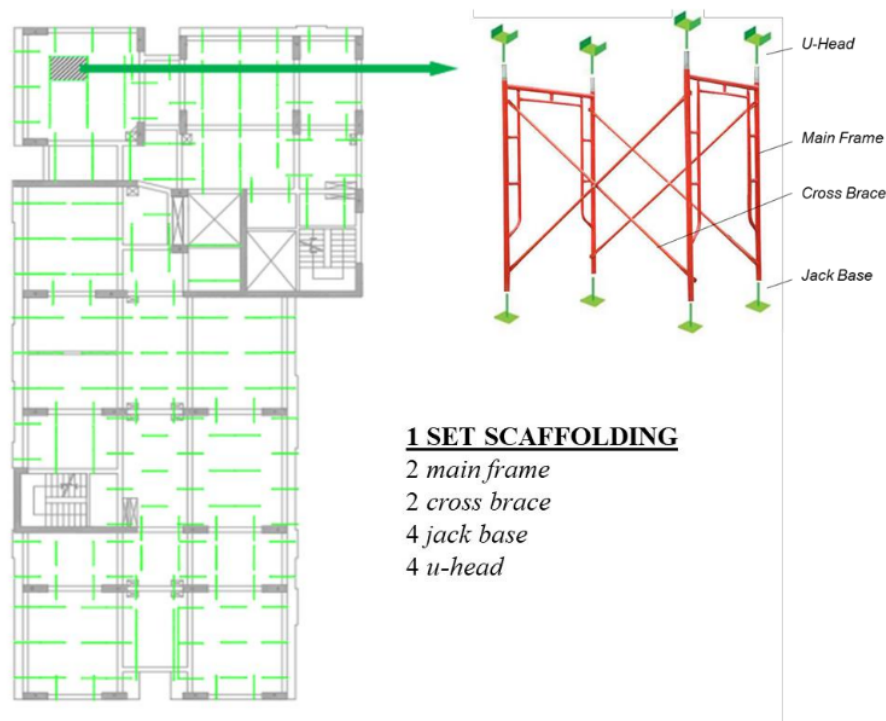 U-Head
Main Frame
Cross Brace
Jack Base
1 SET SCAFFOLDING
2 main frame
2 cross brace
4 jack base
4 u-head